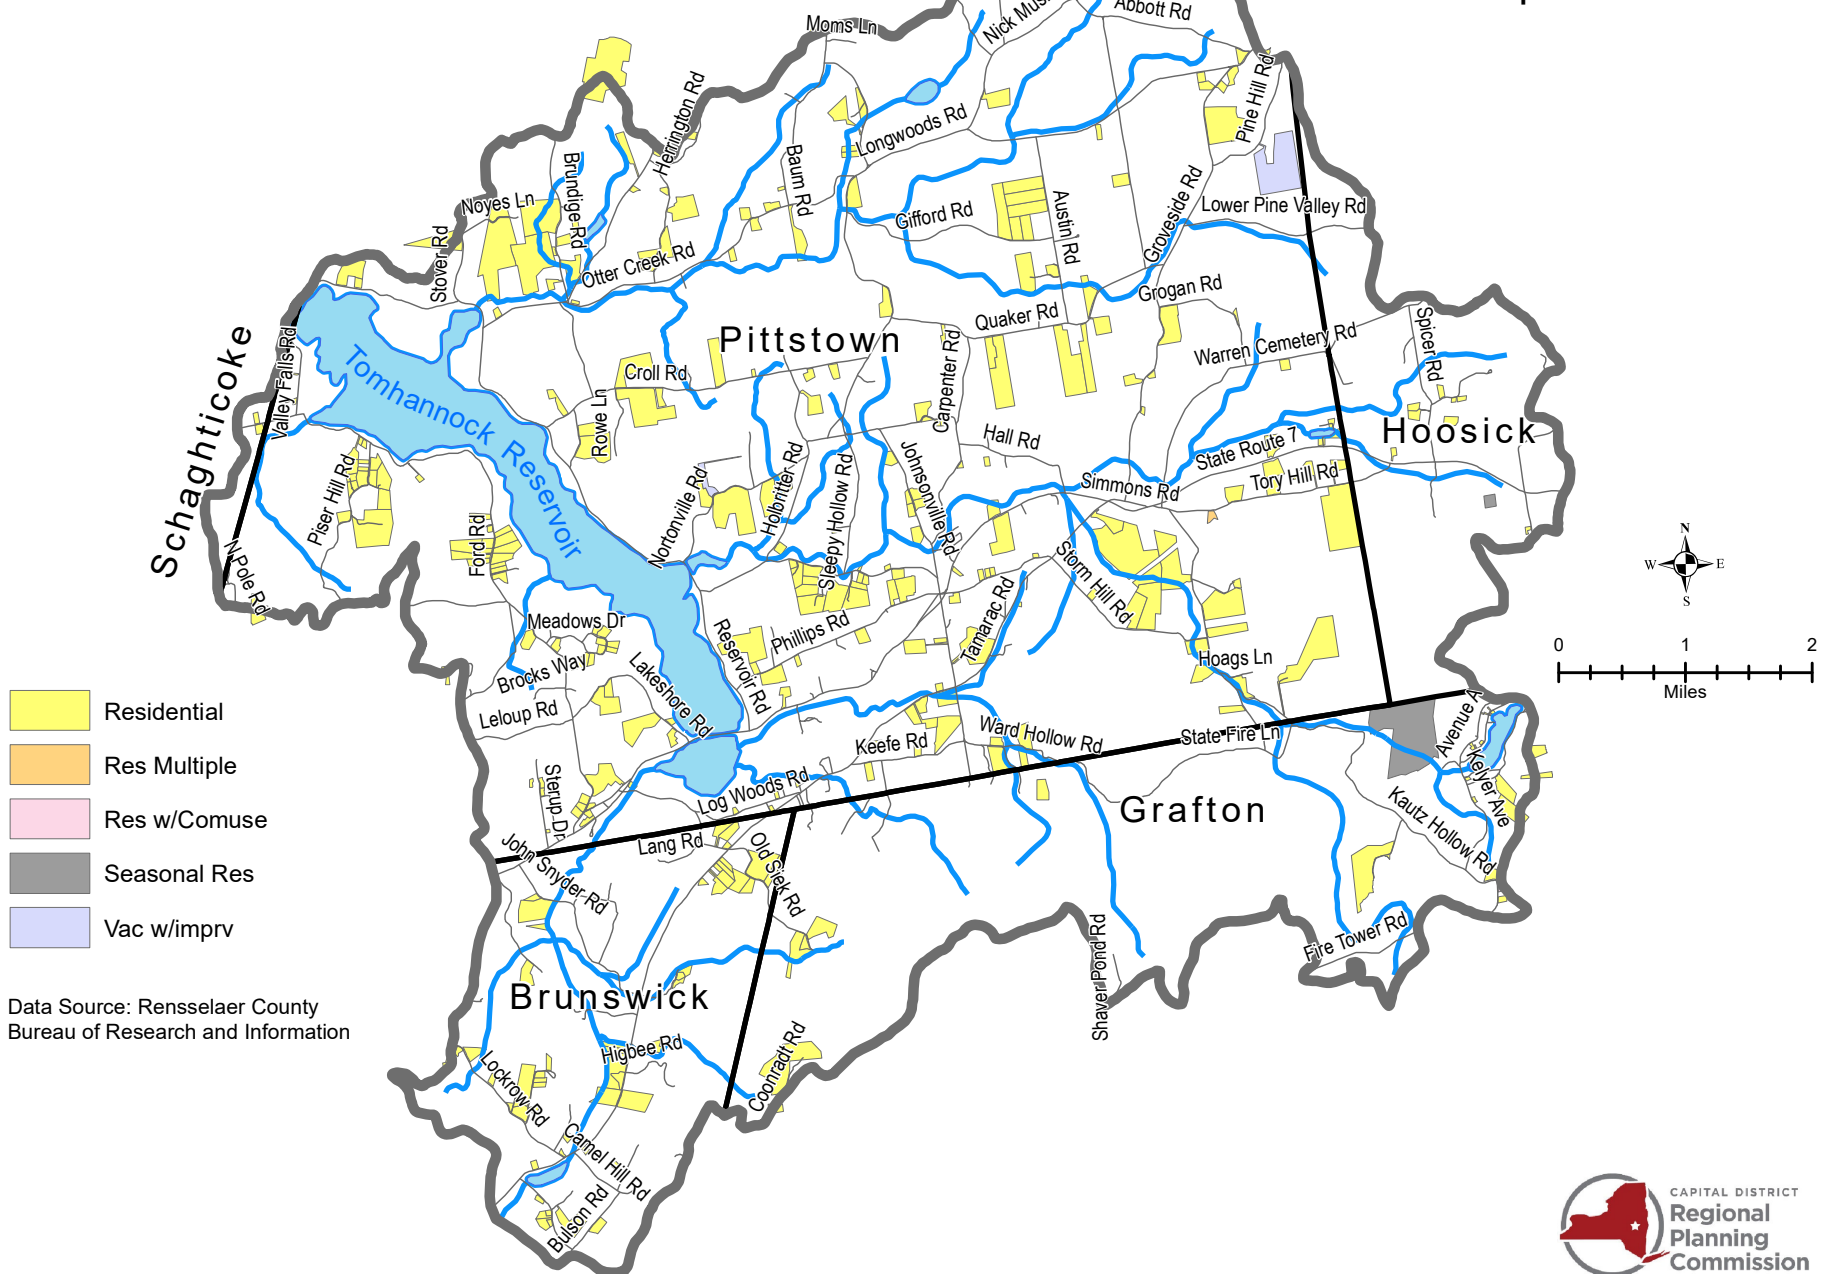 Moms Ln
Abbott Rd
Herrington Rd
Pine Hill Rd
Longwoods Rd
Baum Rd
Brundige Rd
Noyes Ln
Stover Rd
Otter Creek Rd
Gifford Rd
Austin Rd
Groveside Rd
Lower Pine Valley Rd
Grogan Rd
Quaker Rd
Warren Cemetery Rd
Spicer Rd
Pittstown
Schaghticoke
Valley Falls Rd
Tomhannock Reservoir
Croll Rd
Rowe Ln
Carpenter Rd
Hall Rd
Hoosick
State Route 7
Tory Hill Rd
Simmons Rd
Johnsonville Rd
Holbritter Rd
Sleepy Hollow Rd
Nortonville Rd
Piser Hill Rd
Ford Rd
N Pole Rd
Storm Hill Rd
Tamarac Rd
Phillips Rd
Reservoir Rd
Meadows Dr
Brocks Way
Lakeshore Rd
Leloup Rd
Hoags Ln
Ward Hollow Rd
State Fire Ln
Keefe Rd
Log Woods Rd
Sterup Dr
Lang Rd
John Snyder Rd
Old Siek Rd
Grafton
Avenue A
Kelyer Ave
Kautz Hollow Rd
Fire Tower Rd
Shaver Pond Rd
Brunswick
Higbee Rd
Coonradt Rd
Lockrow Rd
Camel Hill Rd
Bulson Rd
N
W E
S
0 1 2
Miles
Residential
Res Multiple
Res w/Comuse
Seasonal Res
Vac w/imprv
Data Source: Rensselaer County
Bureau of Research and Information
CAPITAL DISTRICT
Regional
Planning
Commission